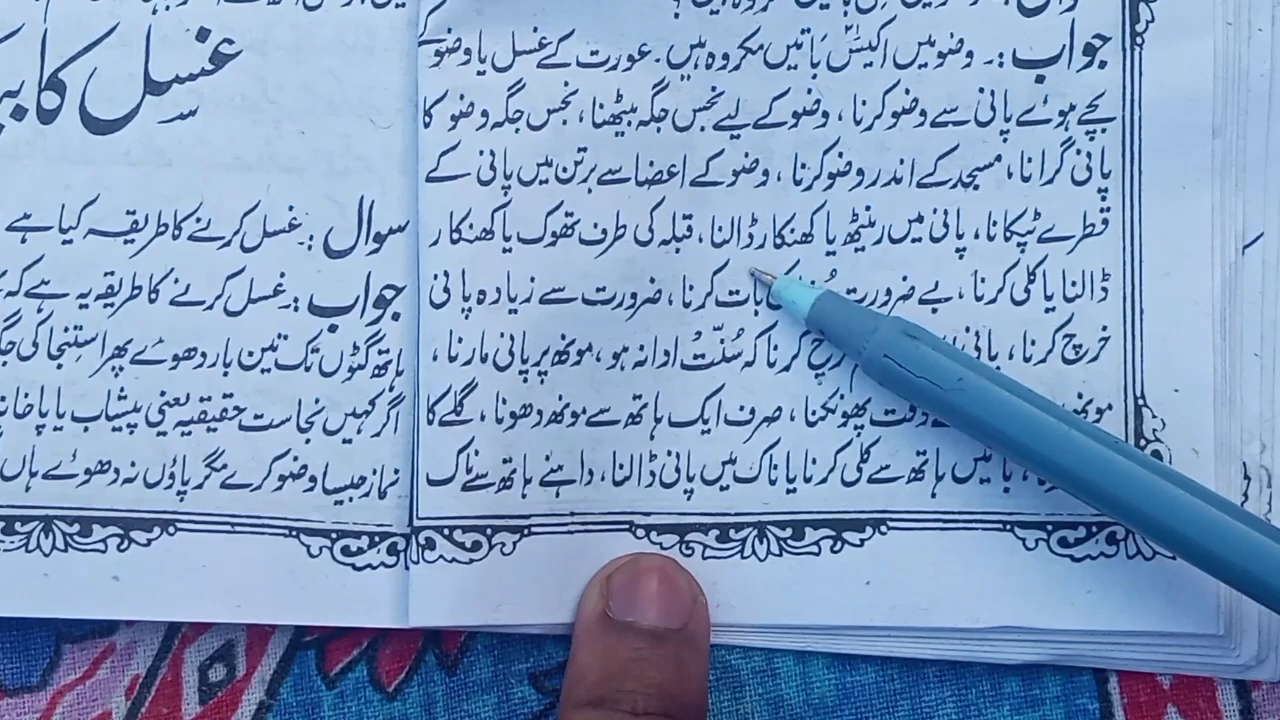 جواب :۔ وضو میں اکیس باتیں مکروہ ہیں۔ عورت کے غسل یا وضو کے
بچے ہوئے پانی سے وضو کرنا، وضو کے لیے نجس جگہ بیٹھنا، نجس جگہ وضو کا
پانی گرانا، مسجد کے اندر وضو کرنا، وضو کے اعضا سے برتن میں پانی کے
قطرے ٹپکانا، پانی میں رینٹھ یا کھنکار ڈالنا، قبلہ کی طرف تھوک یا کھنکار
ڈالنا یا کلی کرنا، بے ضرورت بات کرنا، ضرورت سے زیادہ پانی
خرچ کرنا، پانی خرچ کرنا کہ سُنّتُ ادا نہ ہو، مونھ پر پانی مارنا،
وقت پھونکنا، صرف ایک ہاتھ سے مونھ دھونا، گلے کا
بائیں ہاتھ سے کلی کرنا یا ناک میں پانی ڈالنا، داہنے ہاتھ سے ناک
غسل کا
سوال :۔ غسل کرنے کا طریقہ کیا ہے
جواب :۔ غسل کرنے کا طریقہ یہ ہے کہ
ہاتھ گٹوں تک تین بار دھوئے پھر استنجا کی
اگر کہیں نجاست حقیقیہ یعنی پیشاب یا پاخانہ
نماز جیسا وضو کرے مگر پاؤں نہ دھوئے ہاں